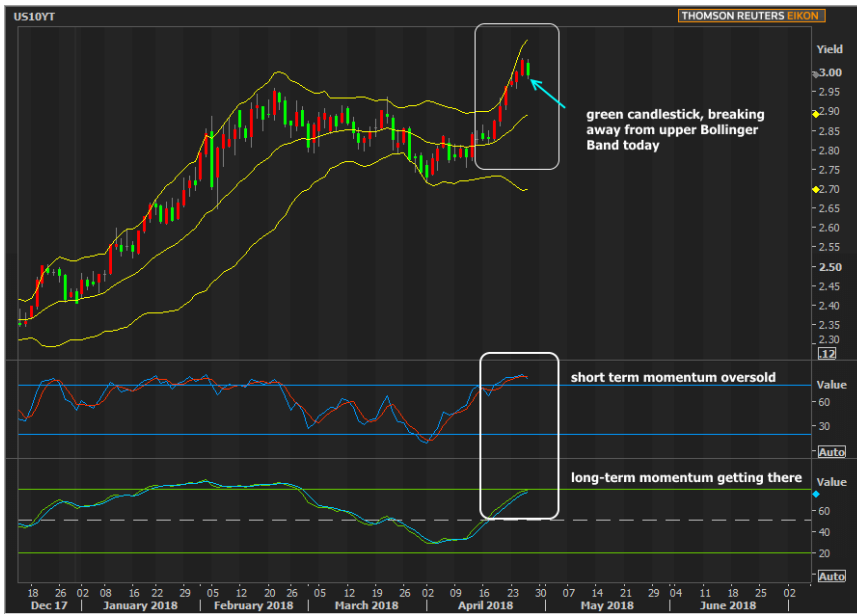 US10YT
THOMSON REUTERS EIKON
Yield
3.00
2.95
2.90
2.85
2.80
2.75
2.70
2.65
2.60
2.55
2.50
2.45
2.40
2.35
2.30
.12
green candlestick, breaking
away from upper Bollinger
Band today
short term momentum oversold
Value
60
30
Auto
long-term momentum getting there
Value
60
40
20
Auto
18 26 02 08 16 22 29 05 12 20 26 05 12 19 26 02 09 16 23 30 07 14 21 29 04 11 18 25 02
Dec 17 January 2018 February 2018 March 2018 April 2018 May 2018 June 2018